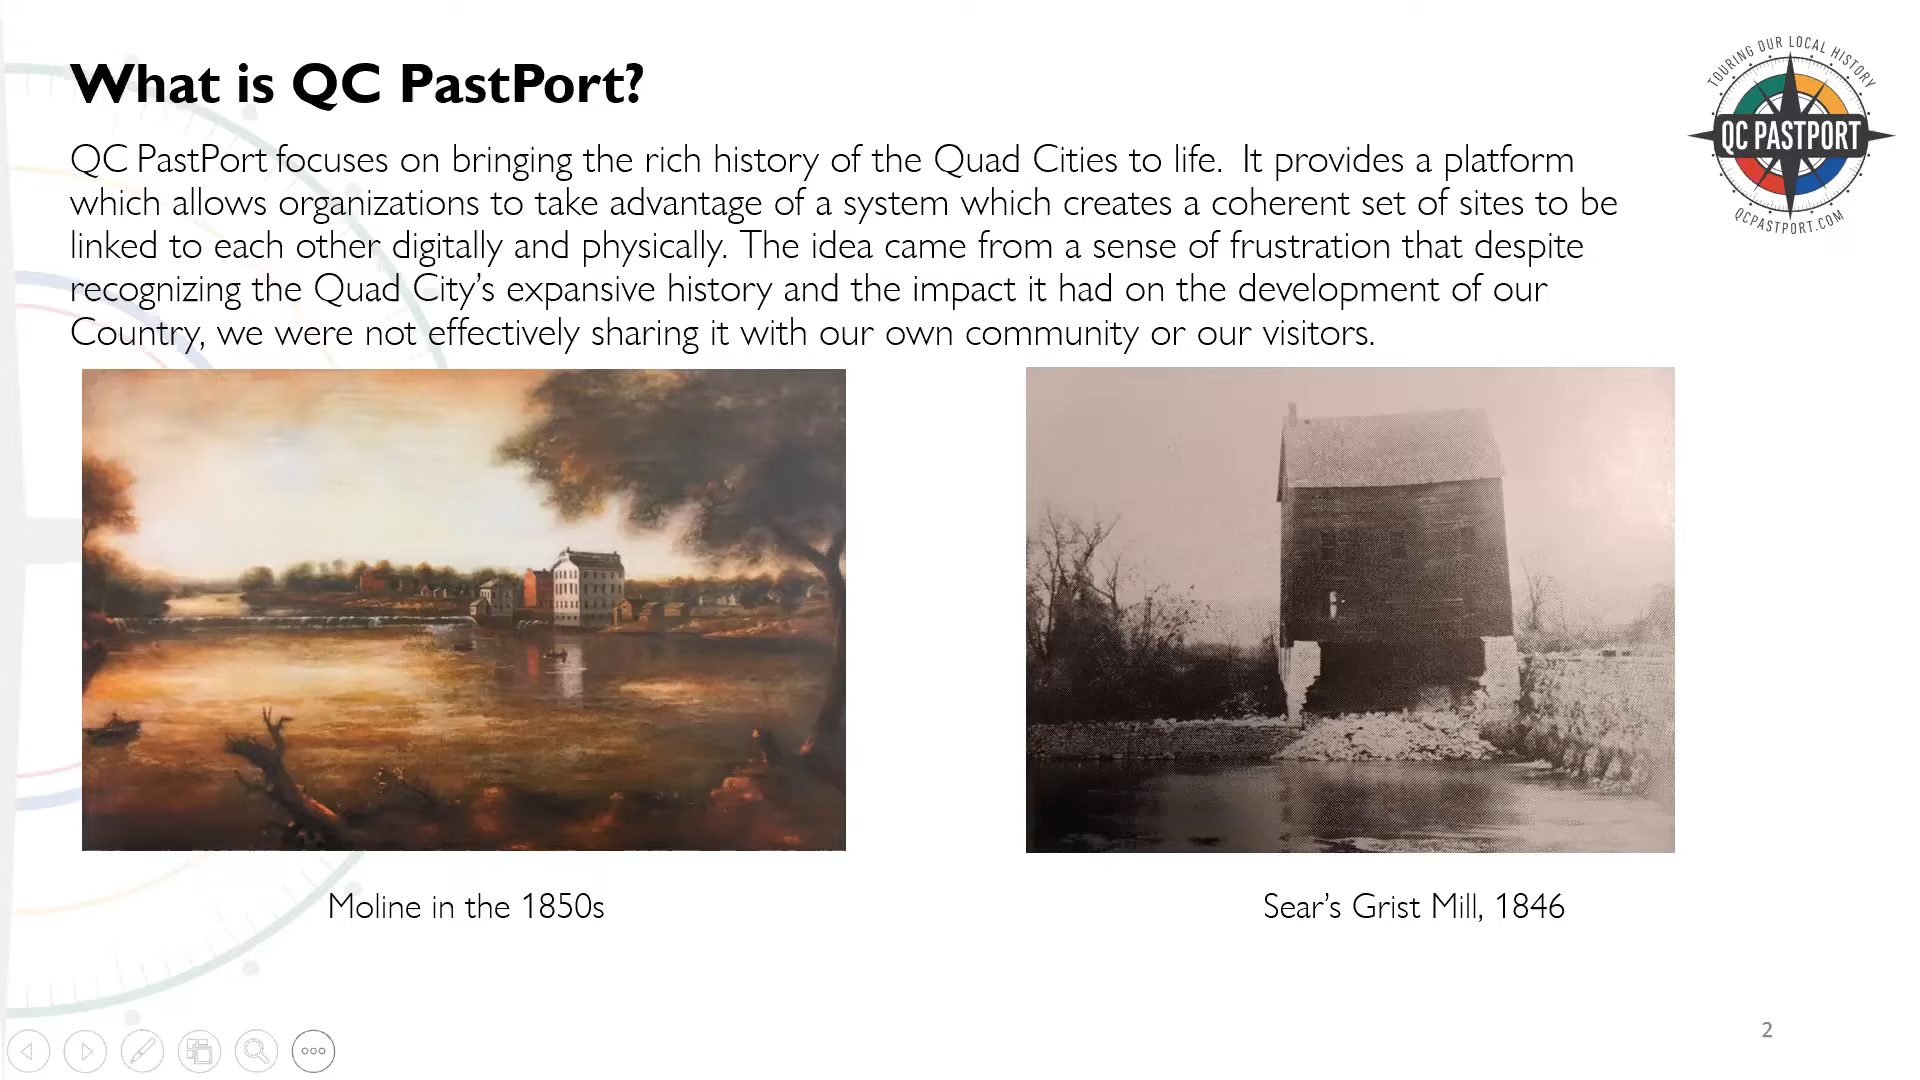 What is QC PastPort?
QC PastPort focuses on bringing the rich history of the Quad Cities to life.  It provides a platform
which allows organizations to take advantage of a system which creates a coherent set of sites to be
linked to each other digitally and physically. The idea came from a sense of frustration that despite
recognizing the Quad City’s expansive history and the impact it had on the development of our
Country, we were not effectively sharing it with our own community or our visitors.
TOURING OUR LOCAL HISTORY
QC PASTPORT
QCPASTPORT.COM
Moline in the 1850s
Sear’s Grist Mill, 1846
2